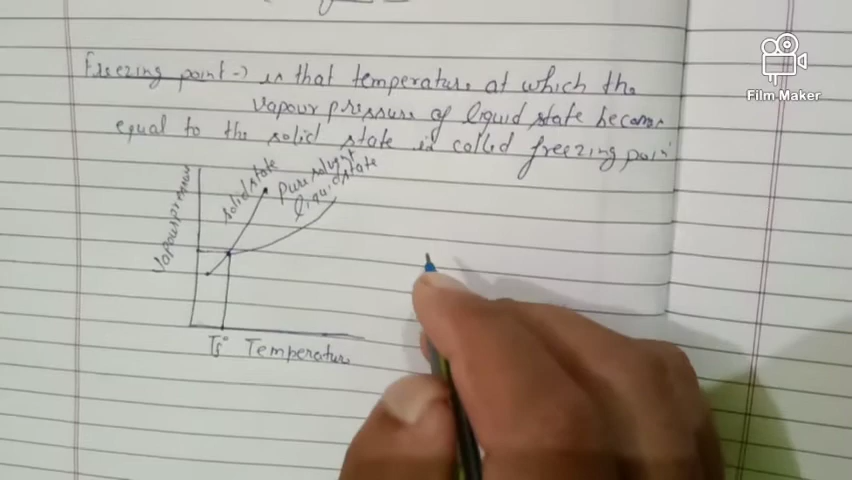 Freezing point -> is that temperature at which the
vapour pressure of liquid state becomes
equal to the solid state is called freezing point
solid state
pure solvent
liquid state
Vapour pressure
Tf° Temperature
Film Maker